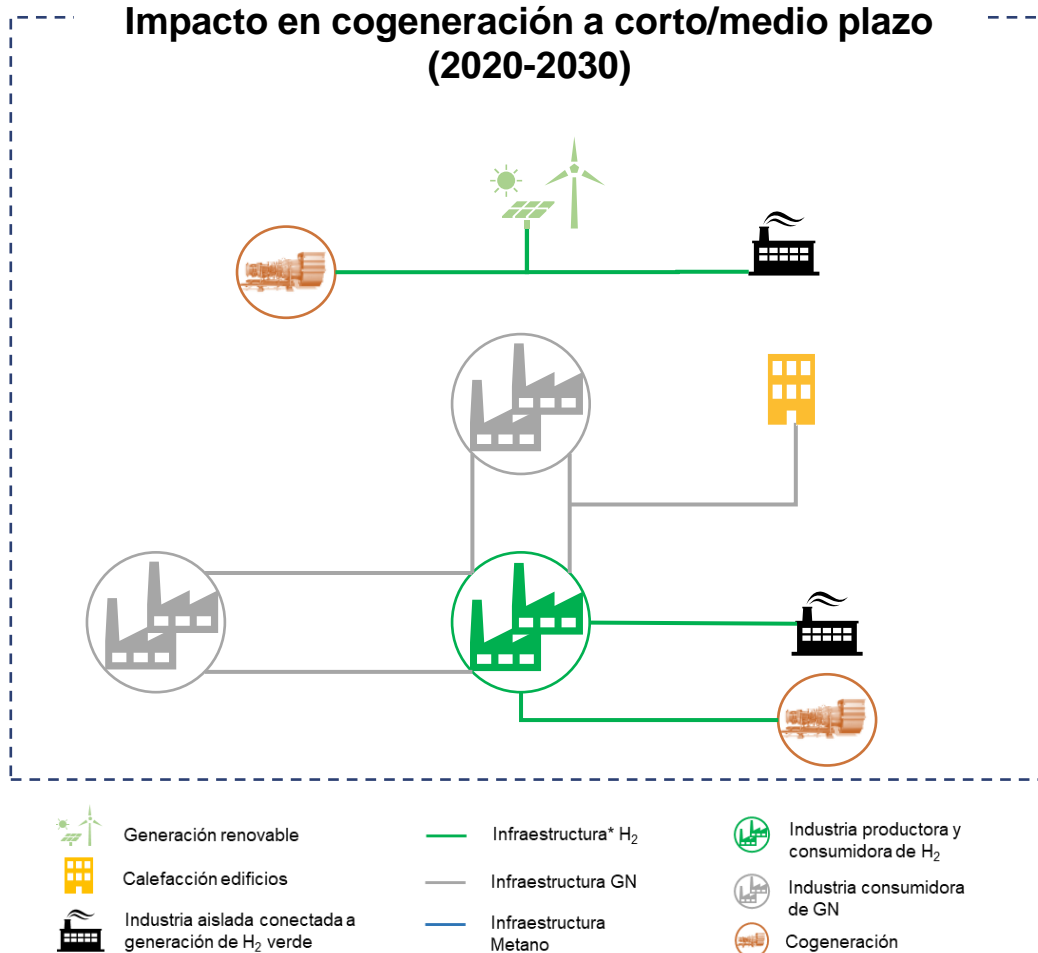 Impacto en cogeneración a corto/medio plazo
(2020-2030)
Generación renovable
Calefacción edificios
Industria aislada conectada a
generación de H₂ verde
Infraestructura* H₂
Infraestructura GN
Infraestructura
Metano
Industria productora y
consumidora de H₂
Industria consumidora
de GN
Cogeneración